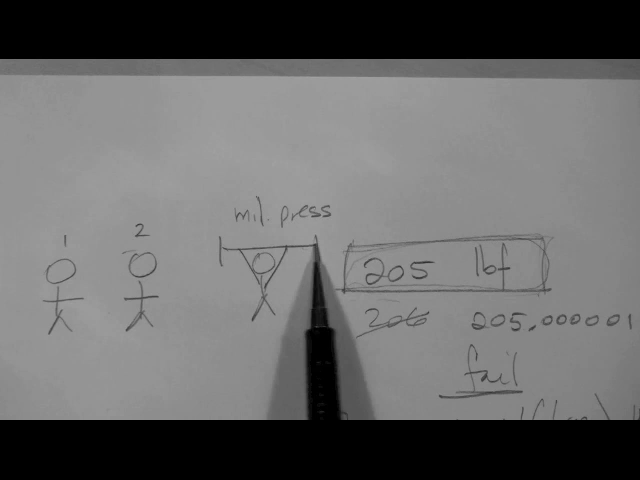 mil. press
1 2
205 lbf
206 205.000001
fail